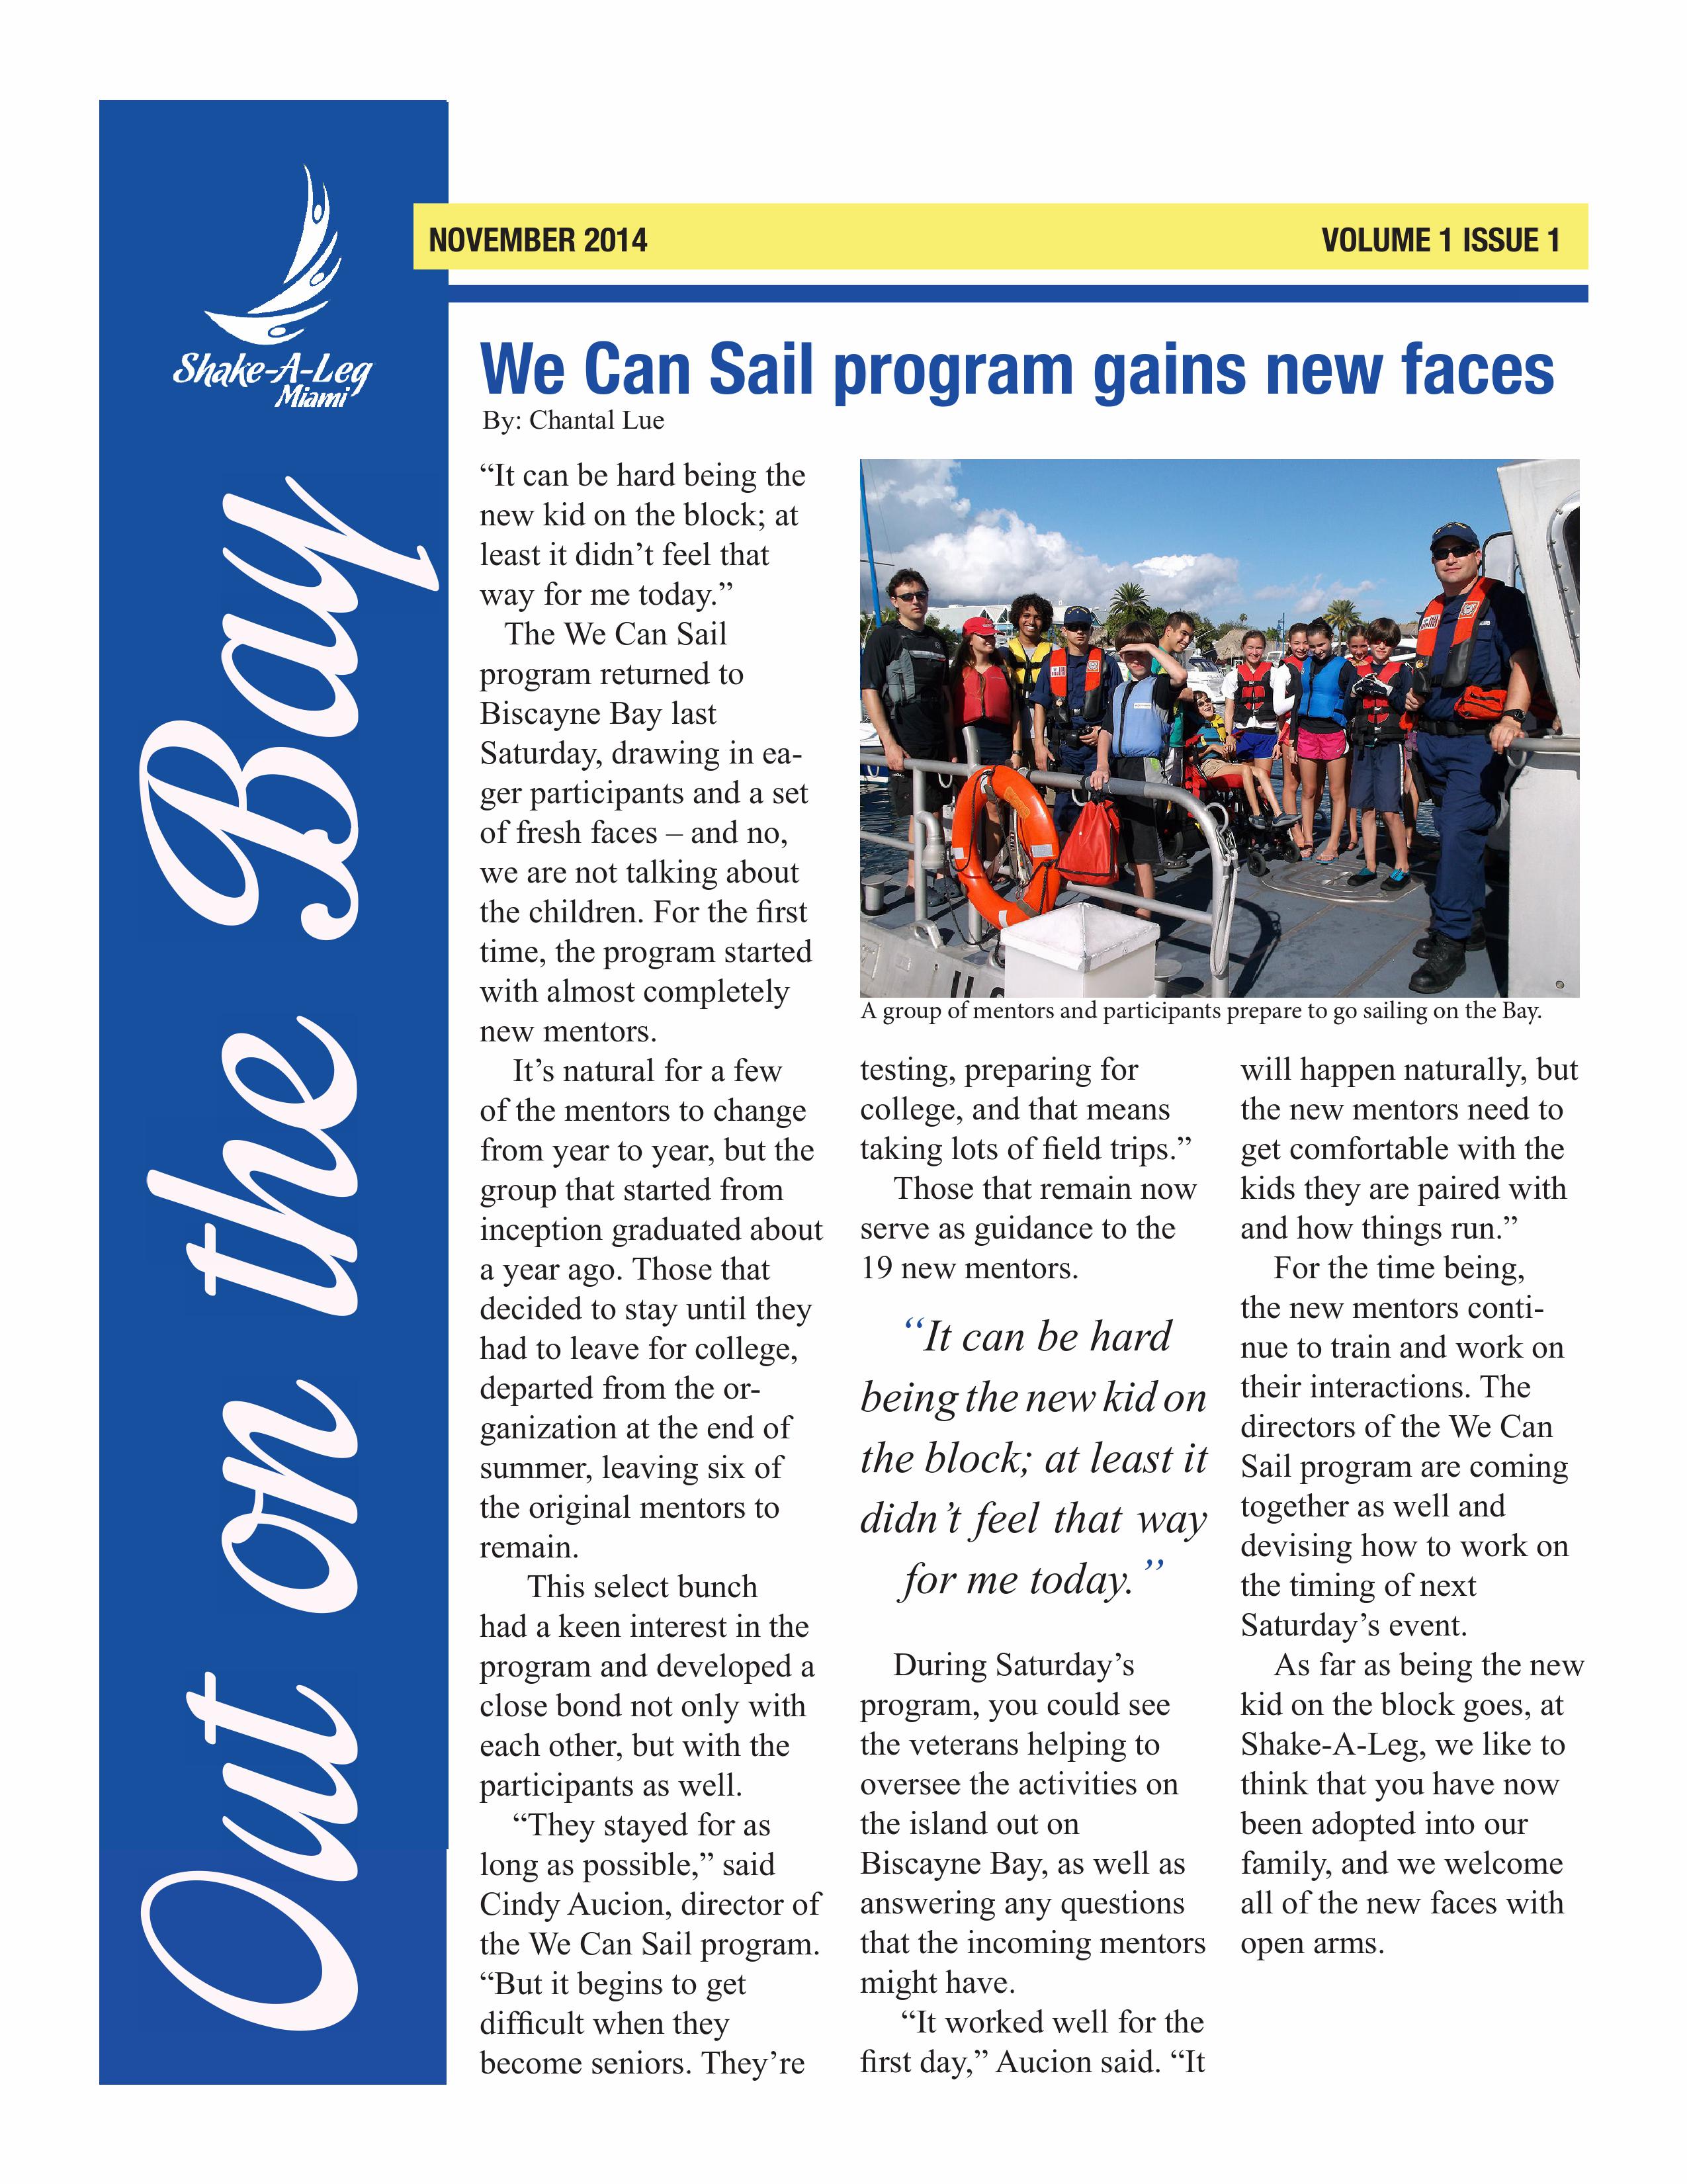 Shake-A-Leg
Miami
Out on the Bay
NOVEMBER 2014
VOLUME 1 ISSUE 1
We Can Sail program gains new faces
By: Chantal Lue
“It can be hard being the
new kid on the block; at
least it didn’t feel that
way for me today.”
The We Can Sail
program returned to
Biscayne Bay last
Saturday, drawing in ea-
ger participants and a set
of fresh faces – and no,
we are not talking about
the children. For the first
time, the program started
with almost completely
new mentors.
It’s natural for a few
of the mentors to change
from year to year, but the
group that started from
inception graduated about
a year ago. Those that
decided to stay until they
had to leave for college,
departed from the or-
ganization at the end of
summer, leaving six of
the original mentors to
remain.
This select bunch
had a keen interest in the
program and developed a
close bond not only with
each other, but with the
participants as well.
“They stayed for as
long as possible,” said
Cindy Aucion, director of
the We Can Sail program.
“But it begins to get
difficult when they
become seniors. They’re
A group of mentors and participants prepare to go sailing on the Bay.
testing, preparing for
college, and that means
taking lots of field trips.”
Those that remain now
serve as guidance to the
19 new mentors.
“It can be hard
being the new kid on
the block; at least it
didn’t feel that way
for me today.”
During Saturday’s
program, you could see
the veterans helping to
oversee the activities on
the island out on
Biscayne Bay, as well as
answering any questions
that the incoming mentors
might have.
“It worked well for the
first day,” Aucion said. “It
will happen naturally, but
the new mentors need to
get comfortable with the
kids they are paired with
and how things run.”
For the time being,
the new mentors conti-
nue to train and work on
their interactions. The
directors of the We Can
Sail program are coming
together as well and
devising how to work on
the timing of next
Saturday’s event.
As far as being the new
kid on the block goes, at
Shake-A-Leg, we like to
think that you have now
been adopted into our
family, and we welcome
all of the new faces with
open arms.